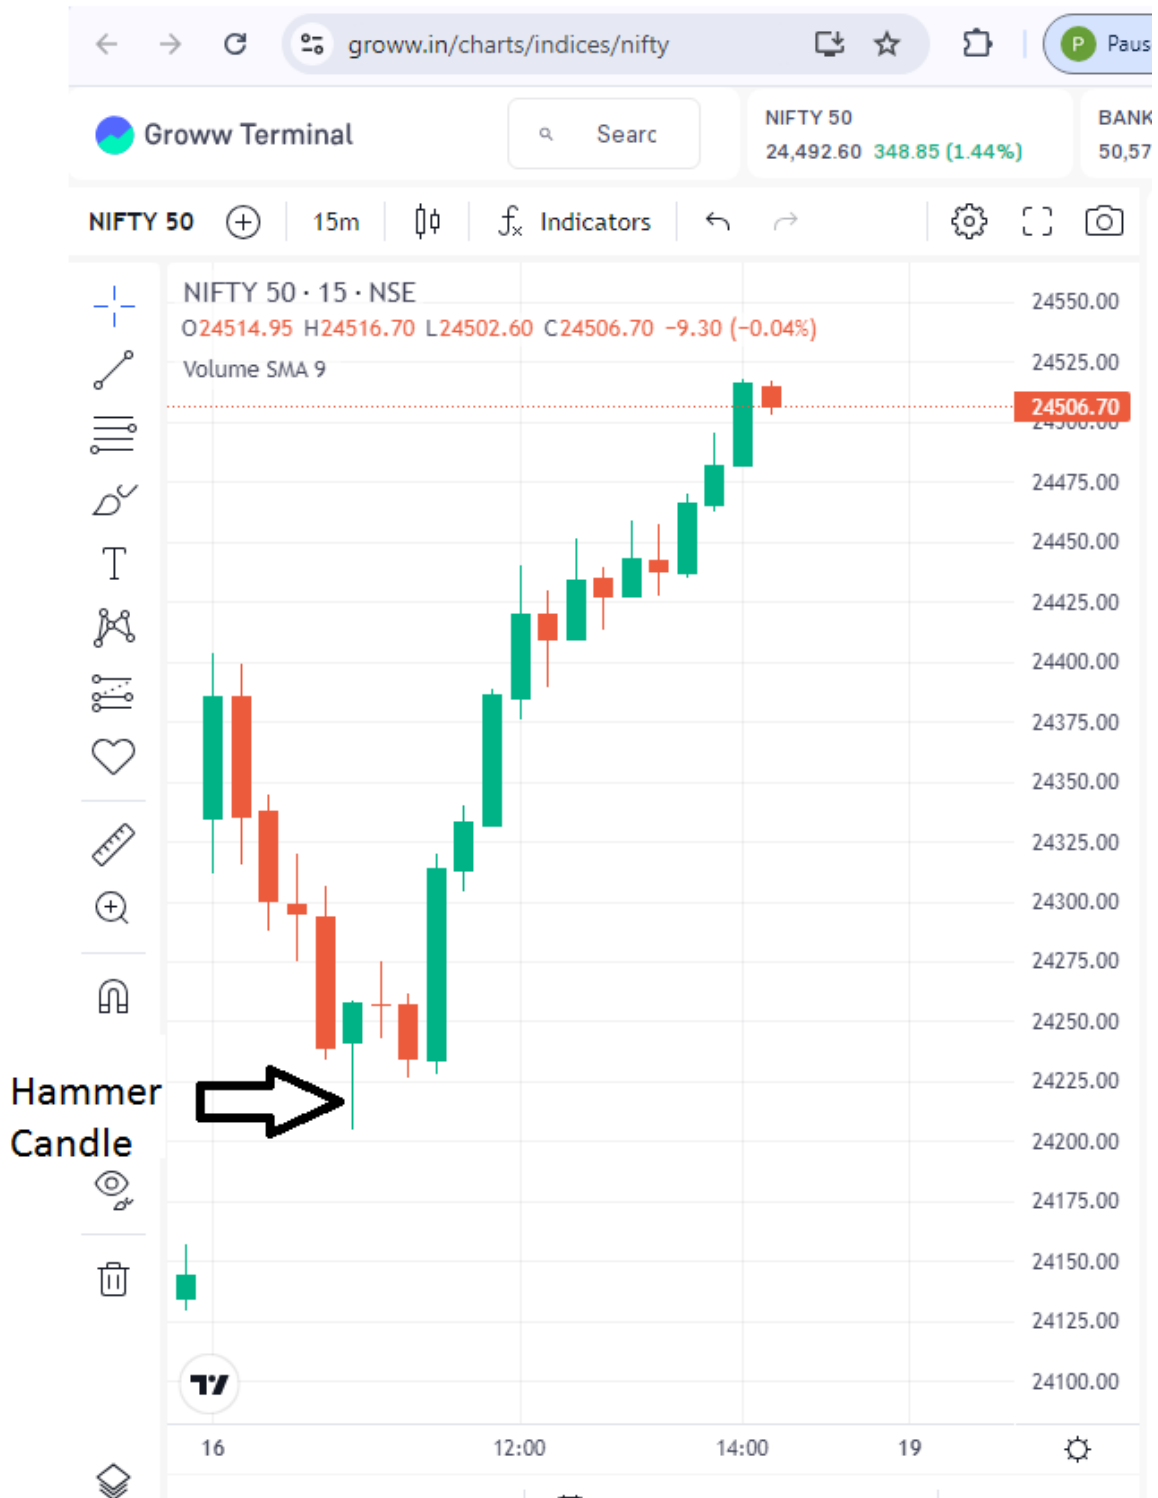 groww.in/charts/indices/nifty
P Paus
Groww Terminal
Searc
NIFTY 50
24,492.60 348.85 (1.44%)
BANK
50,57
NIFTY 50
15m
fx Indicators
NIFTY 50 · 15 · NSE
O24514.95 H24516.70 L24502.60 C24506.70 −9.30 (−0.04%)
Volume SMA 9
24550.00
24525.00
24506.70
24500.00
24475.00
24450.00
24425.00
24400.00
24375.00
24350.00
24325.00
24300.00
24275.00
24250.00
24225.00
24200.00
24175.00
24150.00
24125.00
24100.00
T
Hammer
Candle
16 12:00 14:00 19